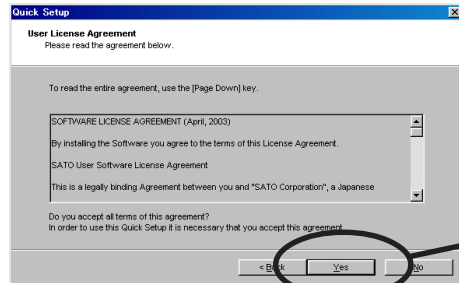 Quick Setup
User License Agreement
Please read the agreement below.
To read the entire agreement, use the [Page Down] key.
SOFTWARE LICENSE AGREEMENT (April, 2003)
By installing the Software you agree to the terms of this License Agreement.
SATO User Software License Agreement
This is a legally binding Agreement between you and "SATO Corporation", a Japanese
Do you accept all terms of this agreement?
In order to use this Quick Setup it is necessary that you accept this agreement.
< Back Yes No